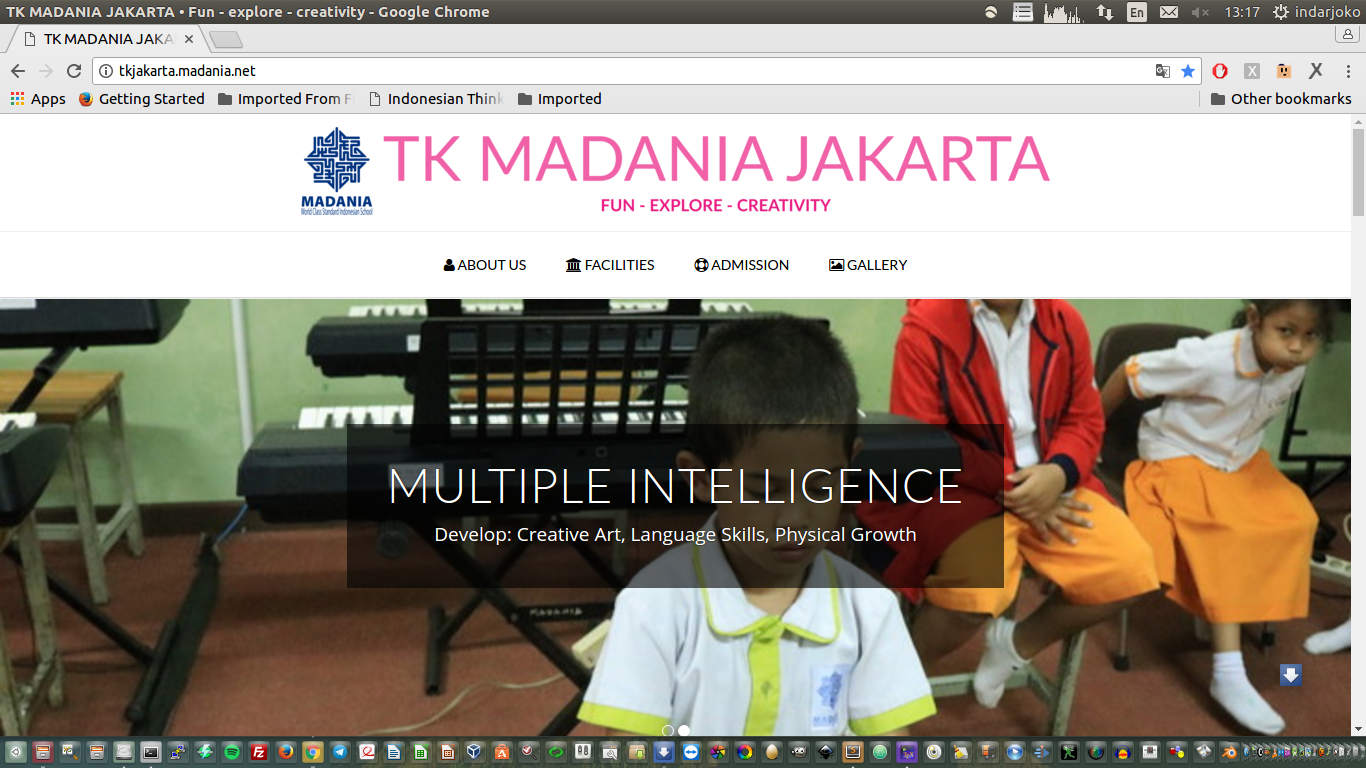 TK MADANIA JAKARTA • Fun - explore - creativity - Google Chrome
En
13:17
indarjoko
TK MADANIA JAKA
tkjakarta.madania.net
Apps
Getting Started
Imported From F
Indonesian Think
Imported
Other bookmarks
MADANIA
World Class Standard Indonesian School
TK MADANIA JAKARTA
FUN - EXPLORE - CREATIVITY
ABOUT US
FACILITIES
ADMISSION
GALLERY
MULTIPLE INTELLIGENCE
Develop: Creative Art, Language Skills, Physical Growth
MADANIA